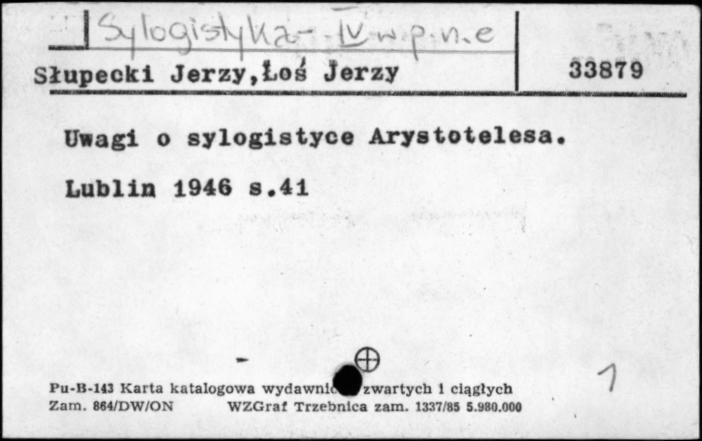 Sylogistyka - IV w.p.n.e
Słupecki Jerzy,Łoś Jerzy 33879
Uwagi o sylogistyce Arystotelesa.
Lublin 1946 s.41
Pu-B-143 Karta katalogowa wydawnic zwartych i ciągłych
Zam. 864/DW/ON WZGraf Trzebnica zam. 1337/85 5.980.000
1